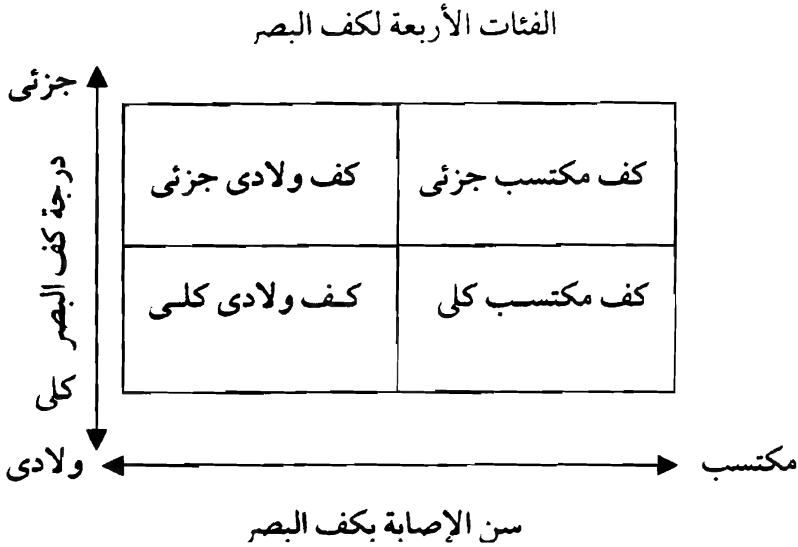 الفئات الأربعة لكف البصر
جزئى
كف مكتسب جزئى
كف ولادى جزئى
درجة كف البصر
كف مكتسب كلى
كف ولادى كلى
كلى
مكتسب
ولادى
سن الإصابة بكف البصر